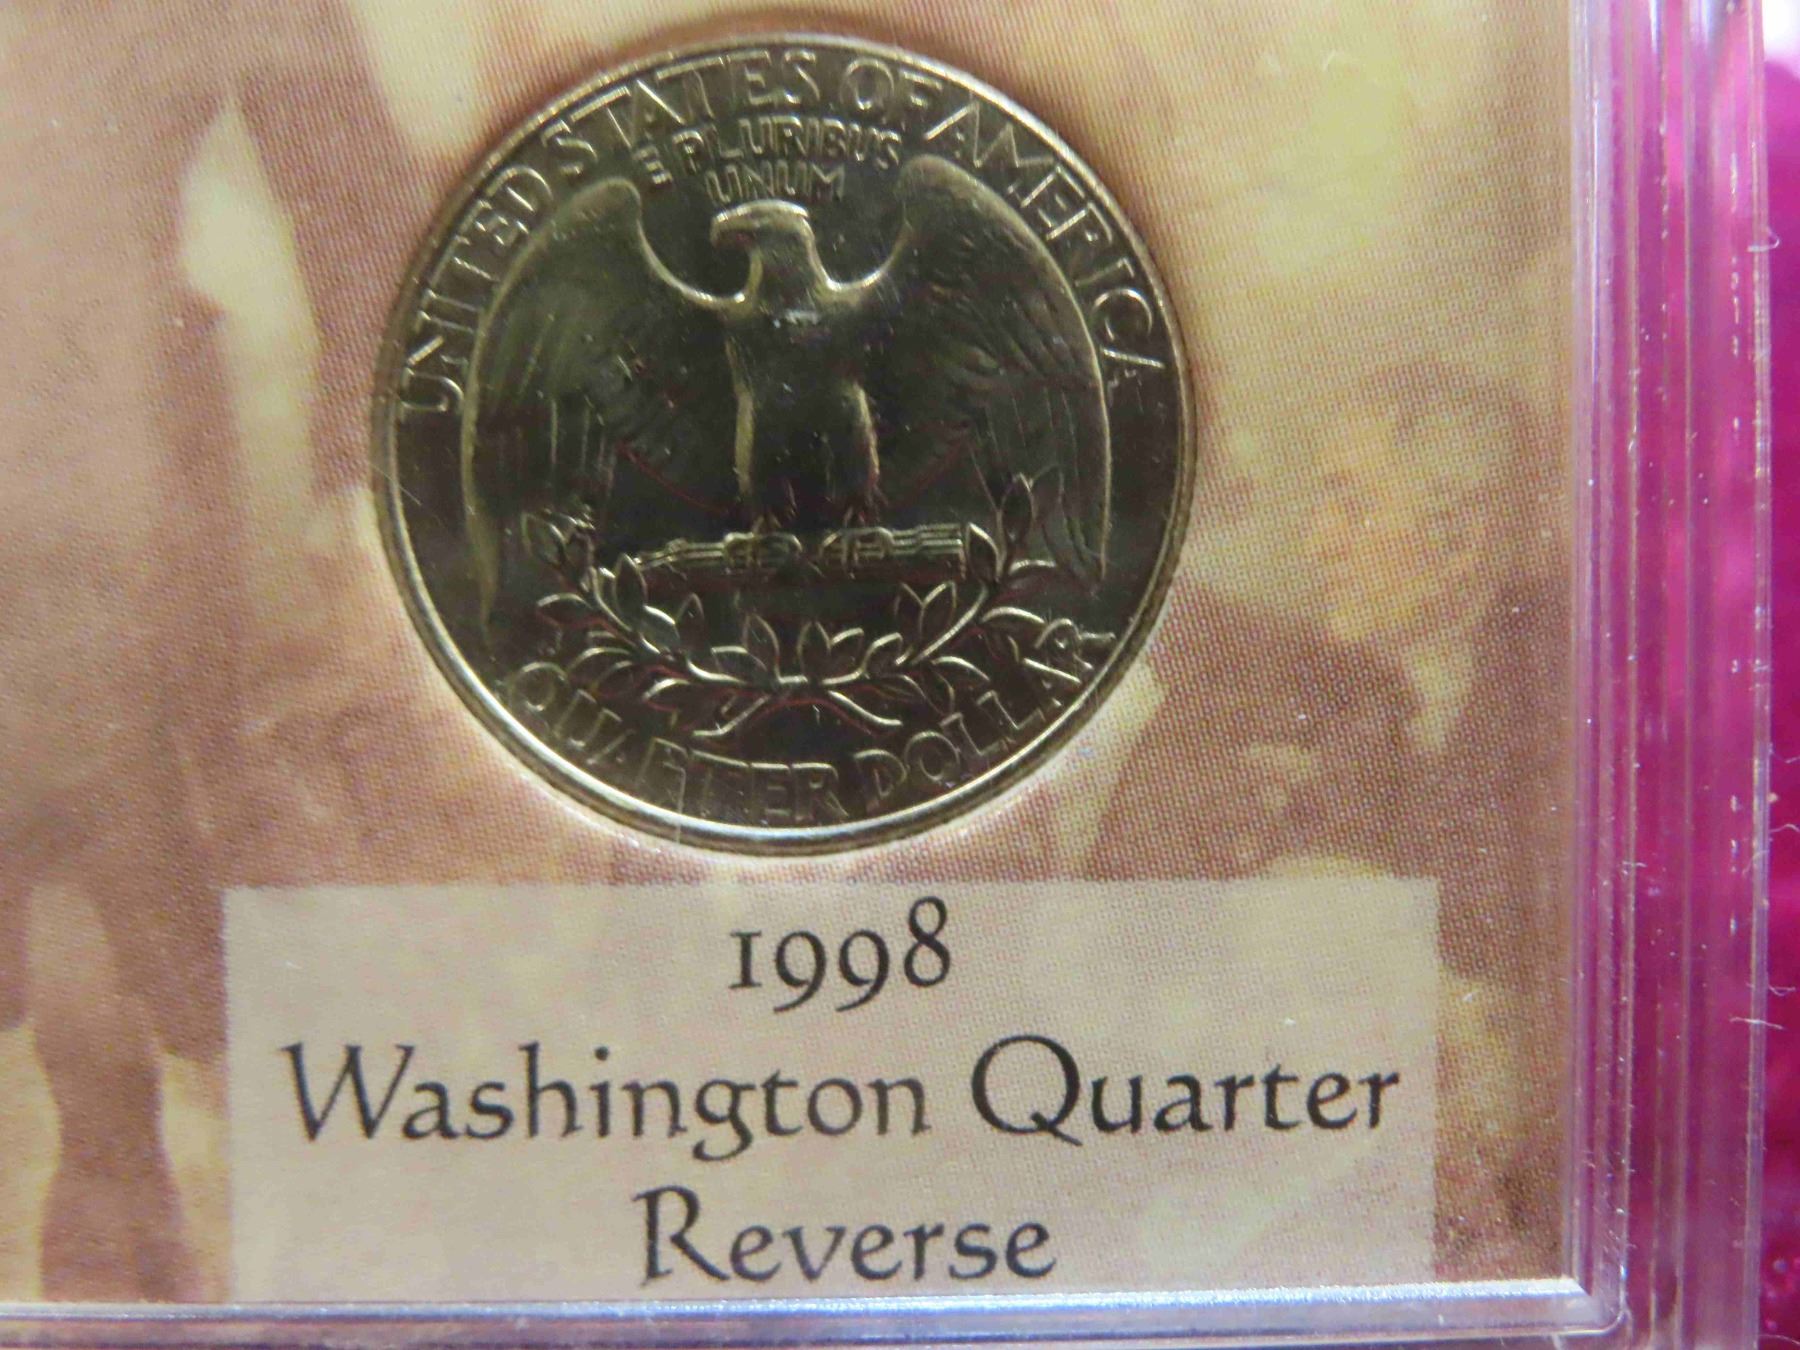 UNITED STATES OF AMERICA
E PLURIBUS
UNUM
QUARTER DOLLAR
1998
Washington Quarter
Reverse